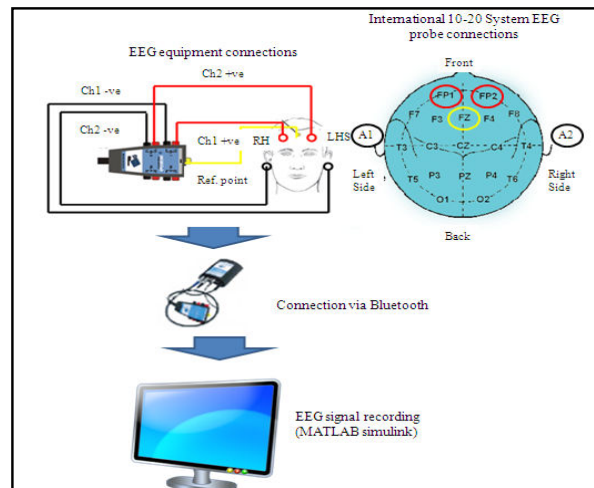 International 10-20 System EEG
probe connections
EEG equipment connections
Front
Ch2 +ve
Ch1 -ve
FP1
FP2
F7
F3
FZ
F4
F8
Ch2 -ve
Ch1 +ve
RH
LHS
A1
A2
T3
C3
CZ
C4
T4
Ref. point
Left
Side
Right
Side
T5
P3
PZ
P4
T6
O1
O2
Back
Connection via Bluetooth
EEG signal recording
(MATLAB simulink)